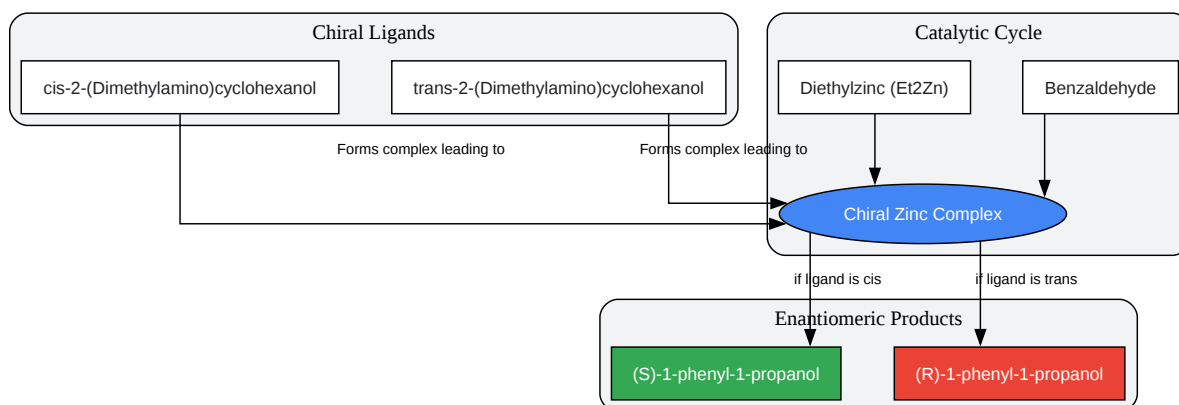 Chiral Ligands
Catalytic Cycle
cis-2-(Dimethylamino)cyclohexanol
trans-2-(Dimethylamino)cyclohexanol
Diethylzinc (Et2Zn)
Benzaldehyde
Forms complex leading to
Forms complex leading to
Chiral Zinc Complex
if ligand is cis
if ligand is trans
Enantiomeric Products
(S)-1-phenyl-1-propanol
(R)-1-phenyl-1-propanol